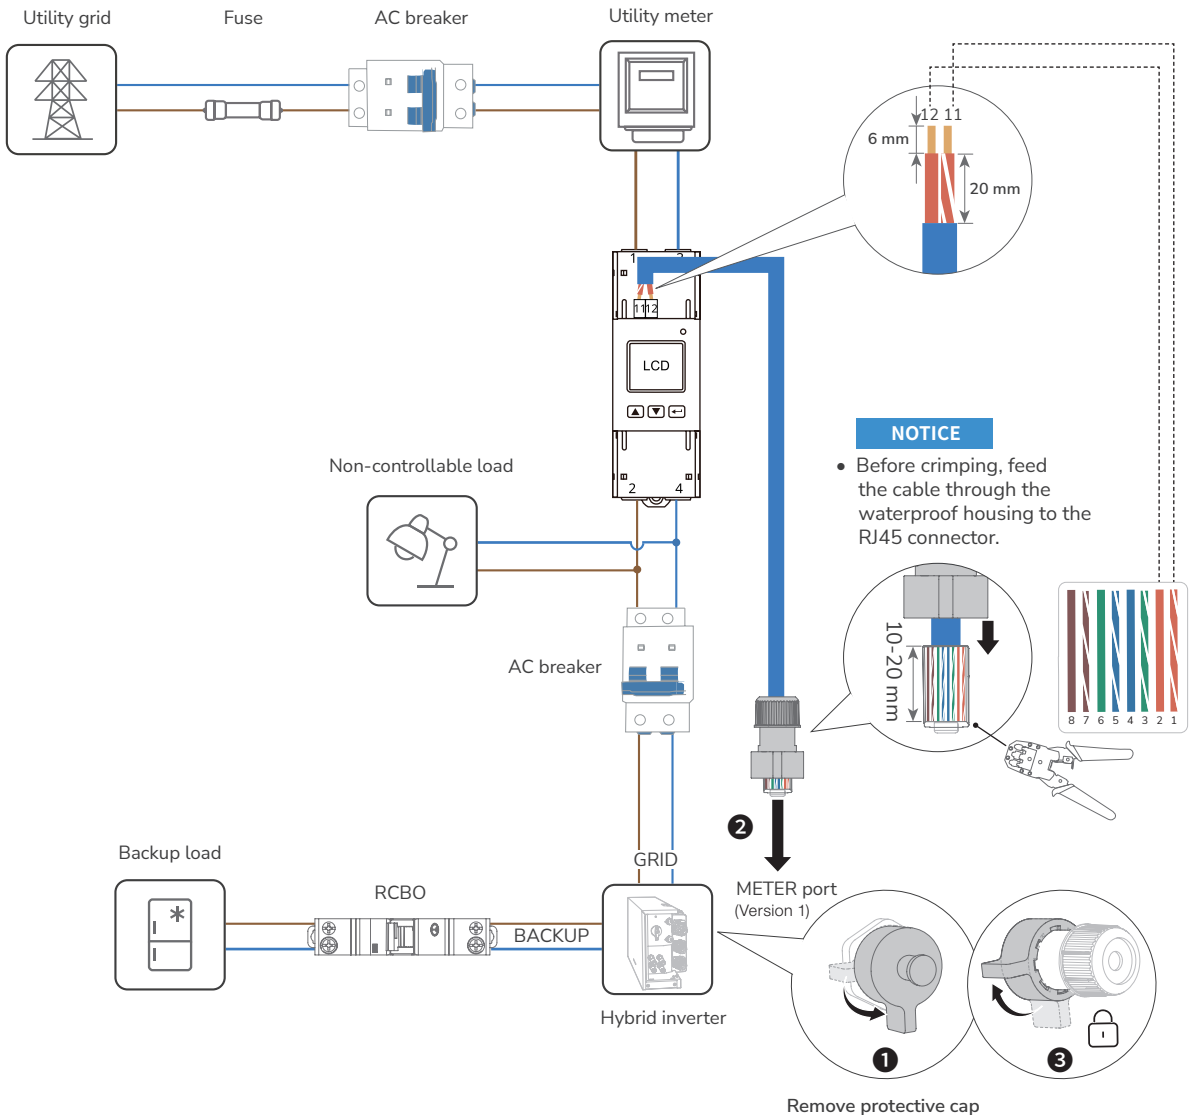 Utility grid
Fuse
AC breaker
Utility meter
12 11
6 mm
20 mm
1
11 12
LCD
NOTICE
• Before crimping, feed
the cable through the
waterproof housing to the
RJ45 connector.
Non-controllable load
2 4
10-20 mm
8 7 6 5 4 3 2 1
AC breaker
2
Backup load
RCBO
GRID
BACKUP
METER port
(Version 1)
Hybrid inverter
1
3
Remove protective cap